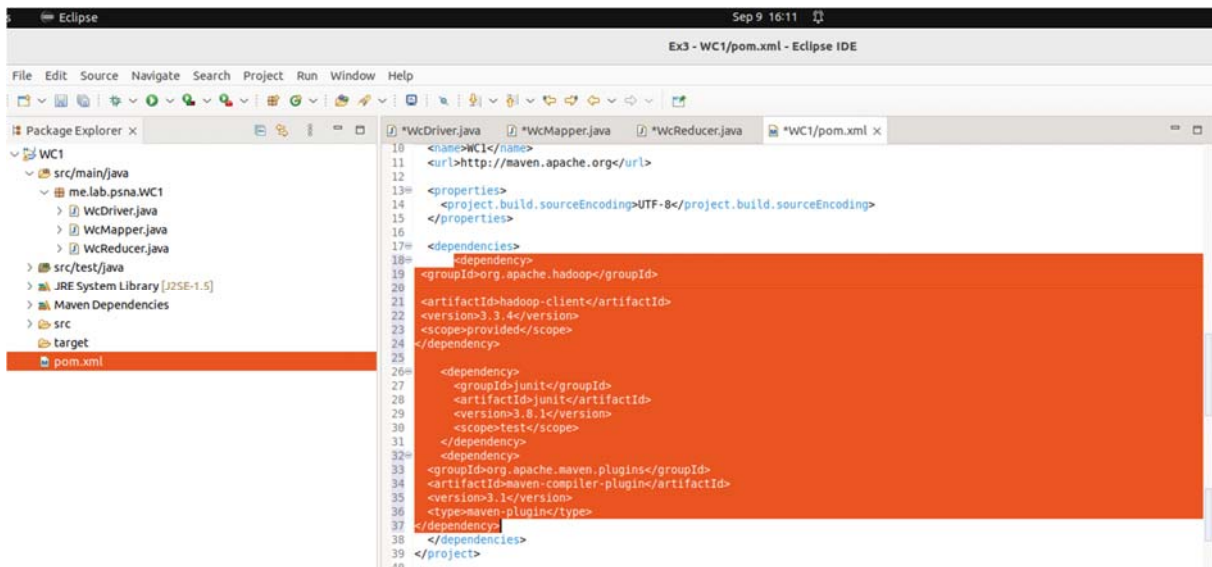 s Eclipse Sep 9 16:11
Ex3 - WC1/pom.xml - Eclipse IDE
File Edit Source Navigate Search Project Run Window Help
Package Explorer × *WcDriver.java *WcMapper.java *WcReducer.java *WC1/pom.xml ×
WC1
src/main/java
me.lab.psna.WC1
WcDriver.java
WcMapper.java
WcReducer.java
src/test/java
JRE System Library [J2SE-1.5]
Maven Dependencies
src
target
pom.xml
10 <name>WC1</name>
11 <url>http://maven.apache.org</url>
12
13 <properties>
14 <project.build.sourceEncoding>UTF-8</project.build.sourceEncoding>
15 </properties>
16
17 <dependencies>
18 <dependency>
19 <groupId>org.apache.hadoop</groupId>
20
21 <artifactId>hadoop-client</artifactId>
22 <version>3.3.4</version>
23 <scope>provided</scope>
24 </dependency>
25
26 <dependency>
27 <groupId>junit</groupId>
28 <artifactId>junit</artifactId>
29 <version>3.8.1</version>
30 <scope>test</scope>
31 </dependency>
32 <dependency>
33 <groupId>org.apache.maven.plugins</groupId>
34 <artifactId>maven-compiler-plugin</artifactId>
35 <version>3.1</version>
36 <type>maven-plugin</type>
37 </dependency>
38 </dependencies>
39 </project>
40